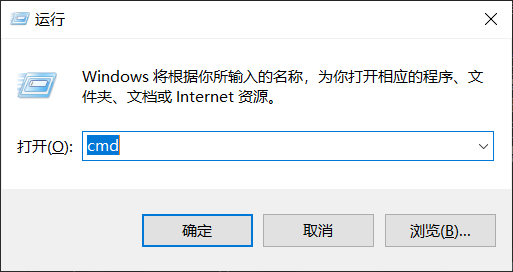 运行
Windows 将根据你所输入的名称，为你打开相应的程序、文
件夹、文档或 Internet 资源。
打开(O): cmd
确定 取消 浏览(B)...